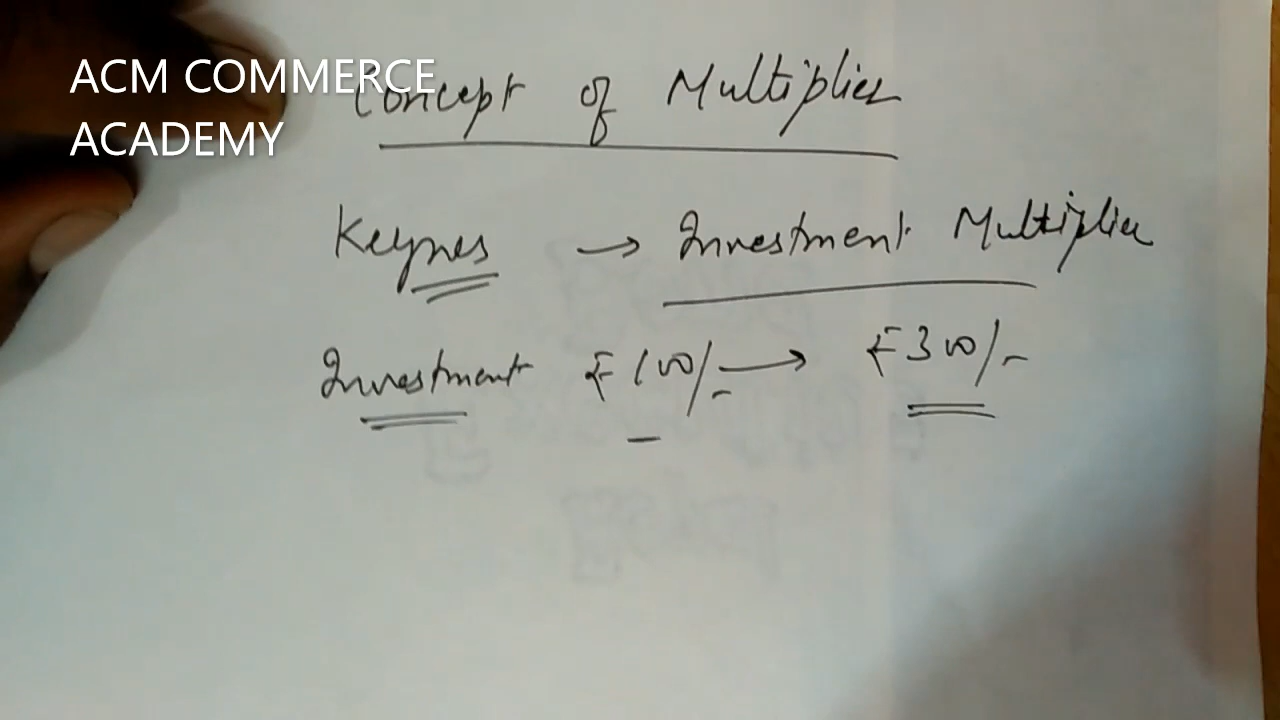 ACM COMMERCE
ACADEMY
Concept of Multiplier
Keynes → Investment Multiplier
Investment ₹ 100/- → ₹ 300/-